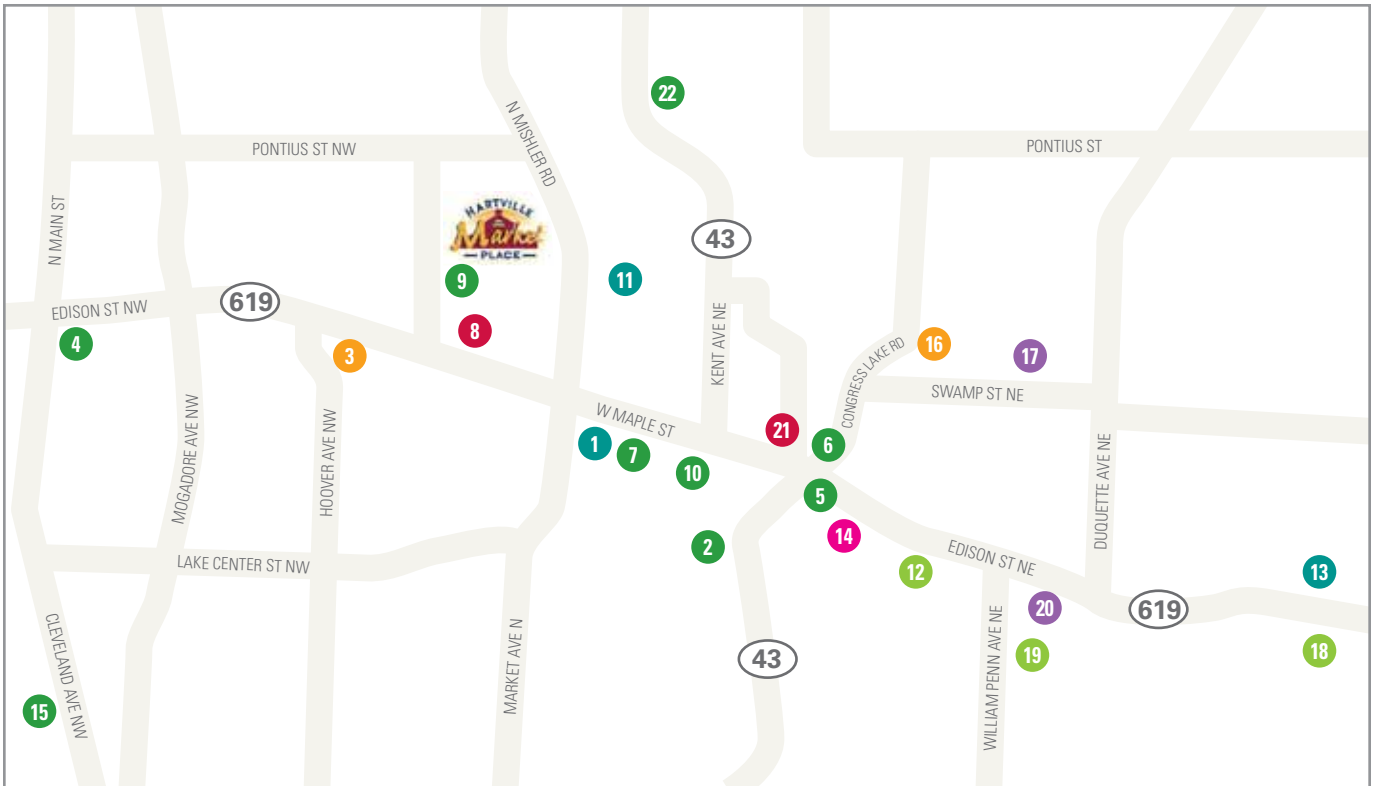 22
PONTIUS ST NW
N MISHLER RD
PONTIUS ST
N MAIN ST
HARTVILLE
Market
PLACE
43
9
11
619
EDISON ST NW
8
4
3
KENT AVE NE
CONGRESS LAKE RD
16
17
SWAMP ST NE
W MAPLE ST
21
6
1
7
10
5
MOGADORE AVE NW
HOOVER AVE NW
DUQUETTE AVE NE
14
2
EDISON ST NE
12
13
LAKE CENTER ST NW
20
619
CLEVELAND AVE NW
MARKET AVE N
43
WILLIAM PENN AVE NE
19
18
15